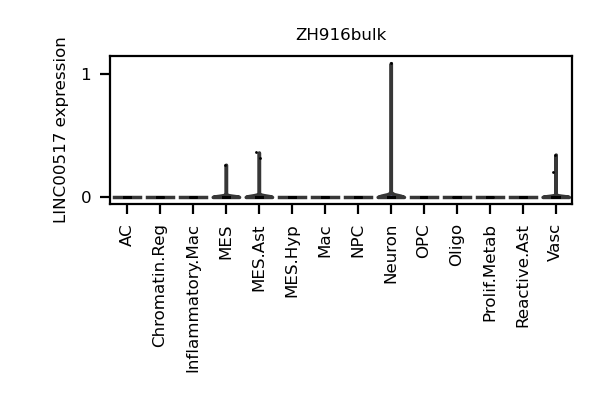 ZH916bulk
LINC00517 expression
1
0
AC
Chromatin.Reg
Inflammatory.Mac
MES
MES.Ast
MES.Hyp
Mac
NPC
Neuron
OPC
Oligo
Prolif.Metab
Reactive.Ast
Vasc